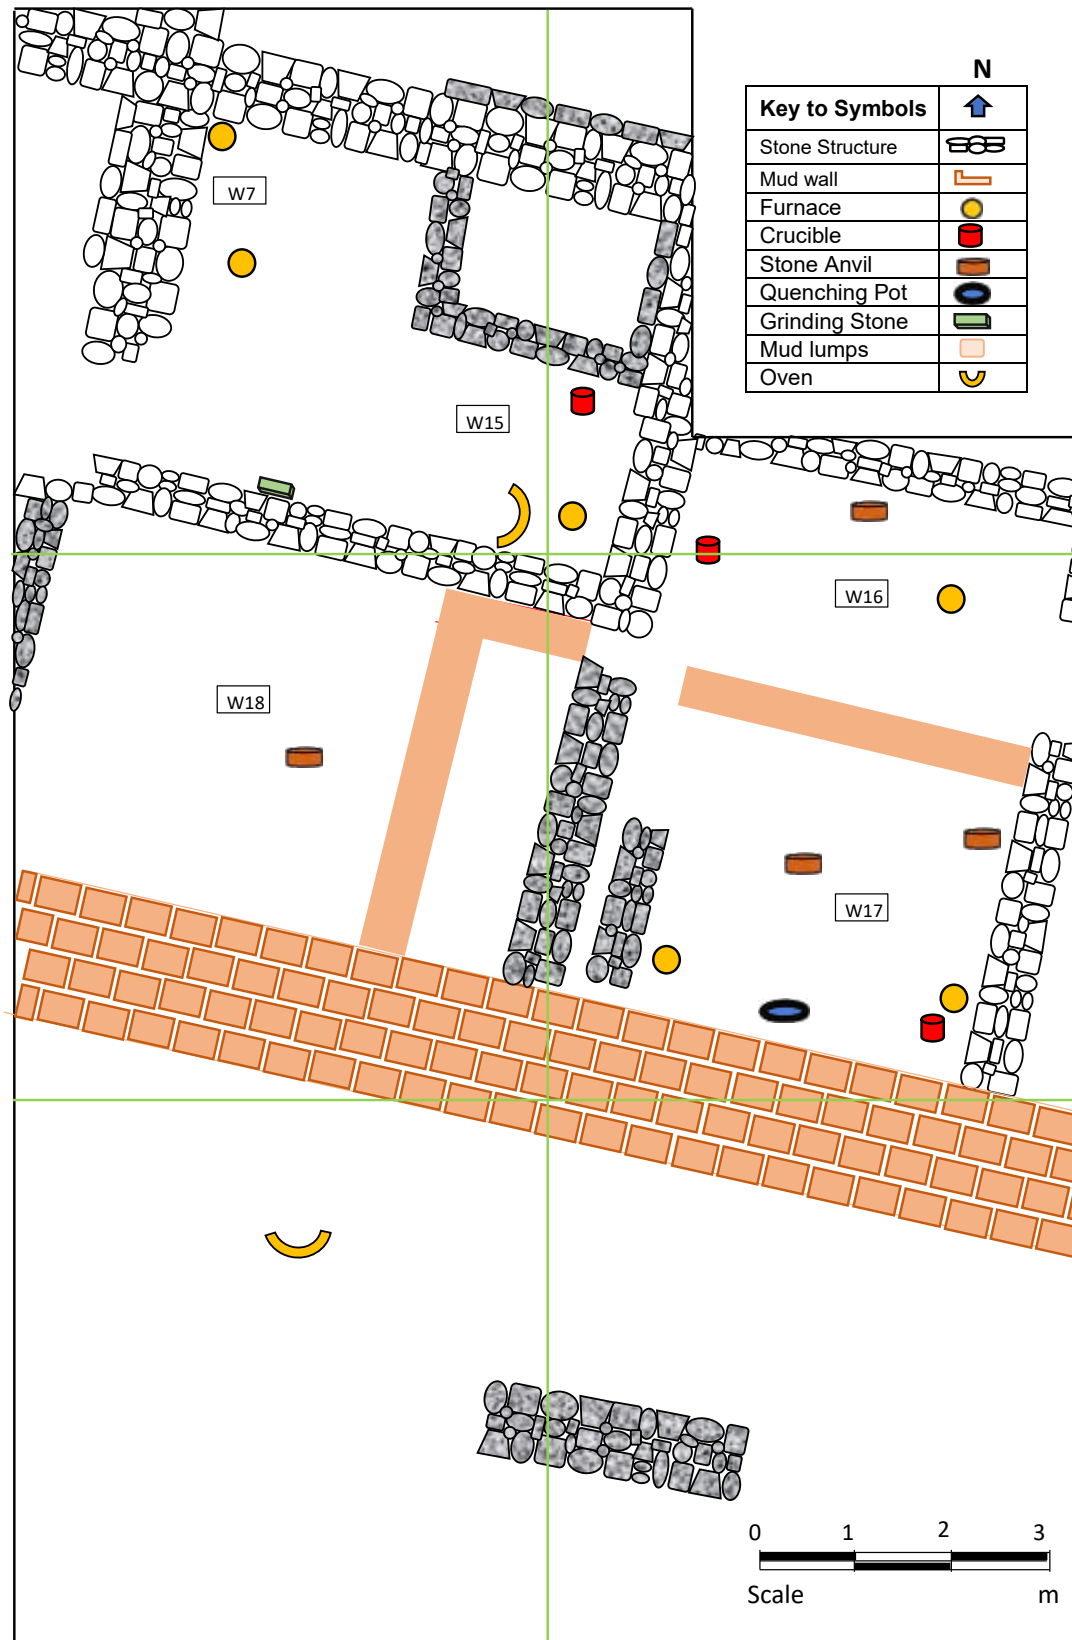 N
Key to Symbols
Stone Structure
Mud wall
Furnace
Crucible
Stone Anvil
Quenching Pot
Grinding Stone
Mud lumps
Oven
W7
W15
W16
W18
W17
0 1 2 3
Scale m